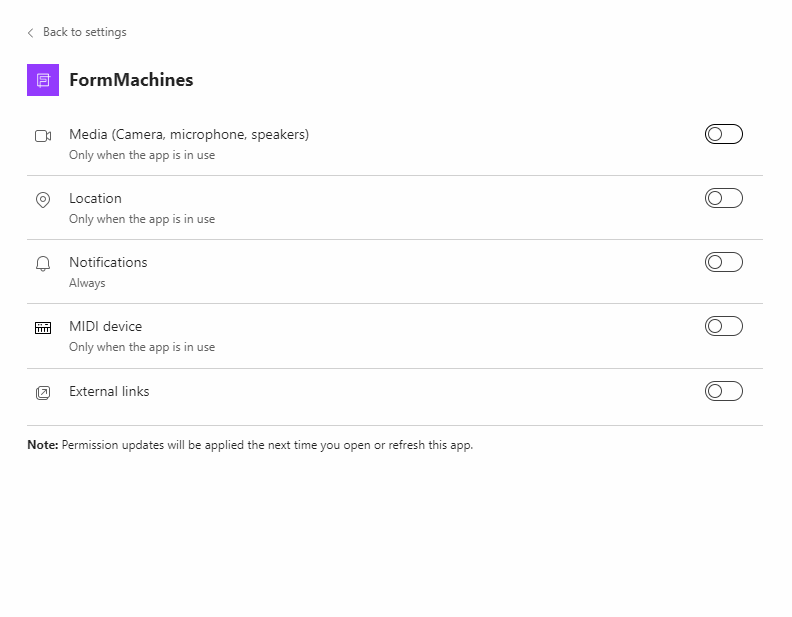 Back to settings
FormMachines
Media (Camera, microphone, speakers)
Only when the app is in use
Location
Only when the app is in use
Notifications
Always
MIDI device
Only when the app is in use
External links
Note: Permission updates will be applied the next time you open or refresh this app.